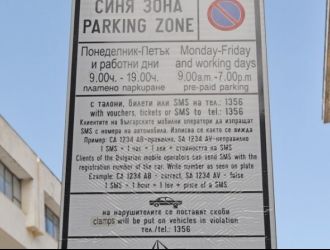 СИНЯ ЗОНА
PARKING ZONE
Понеделник-Петък Monday-Friday
и работни дни and working days
9.00ч. - 19.00ч. 9.00am-7.00pm
платено паркиране pre-paid parking
с талони, билети или SMS на тел.: 1356
with vouchers, tickets or SMS to tel.: 1356
Клиентите на българските мобилни оператори да изпращат
SMS с номера на автомобила. Изписва се както се вижда
Пример: CA 1234 AB-правилно, SA 1234 AV-неправилно
1 SMS = 1 час = 1 лев + стойността на SMS
Clients of the Bulgarian mobile operators can send SMS with the
registration number of the car. Write number as seen on plate
Example: CA 1234 AB - correct, SA 1234 AV - false
1 SMS = 1 hour = 1 lev + price of a SMS
на нарушителите се поставят скоби
clamps will be put on vehicles in violation
тел./tel.: 1356